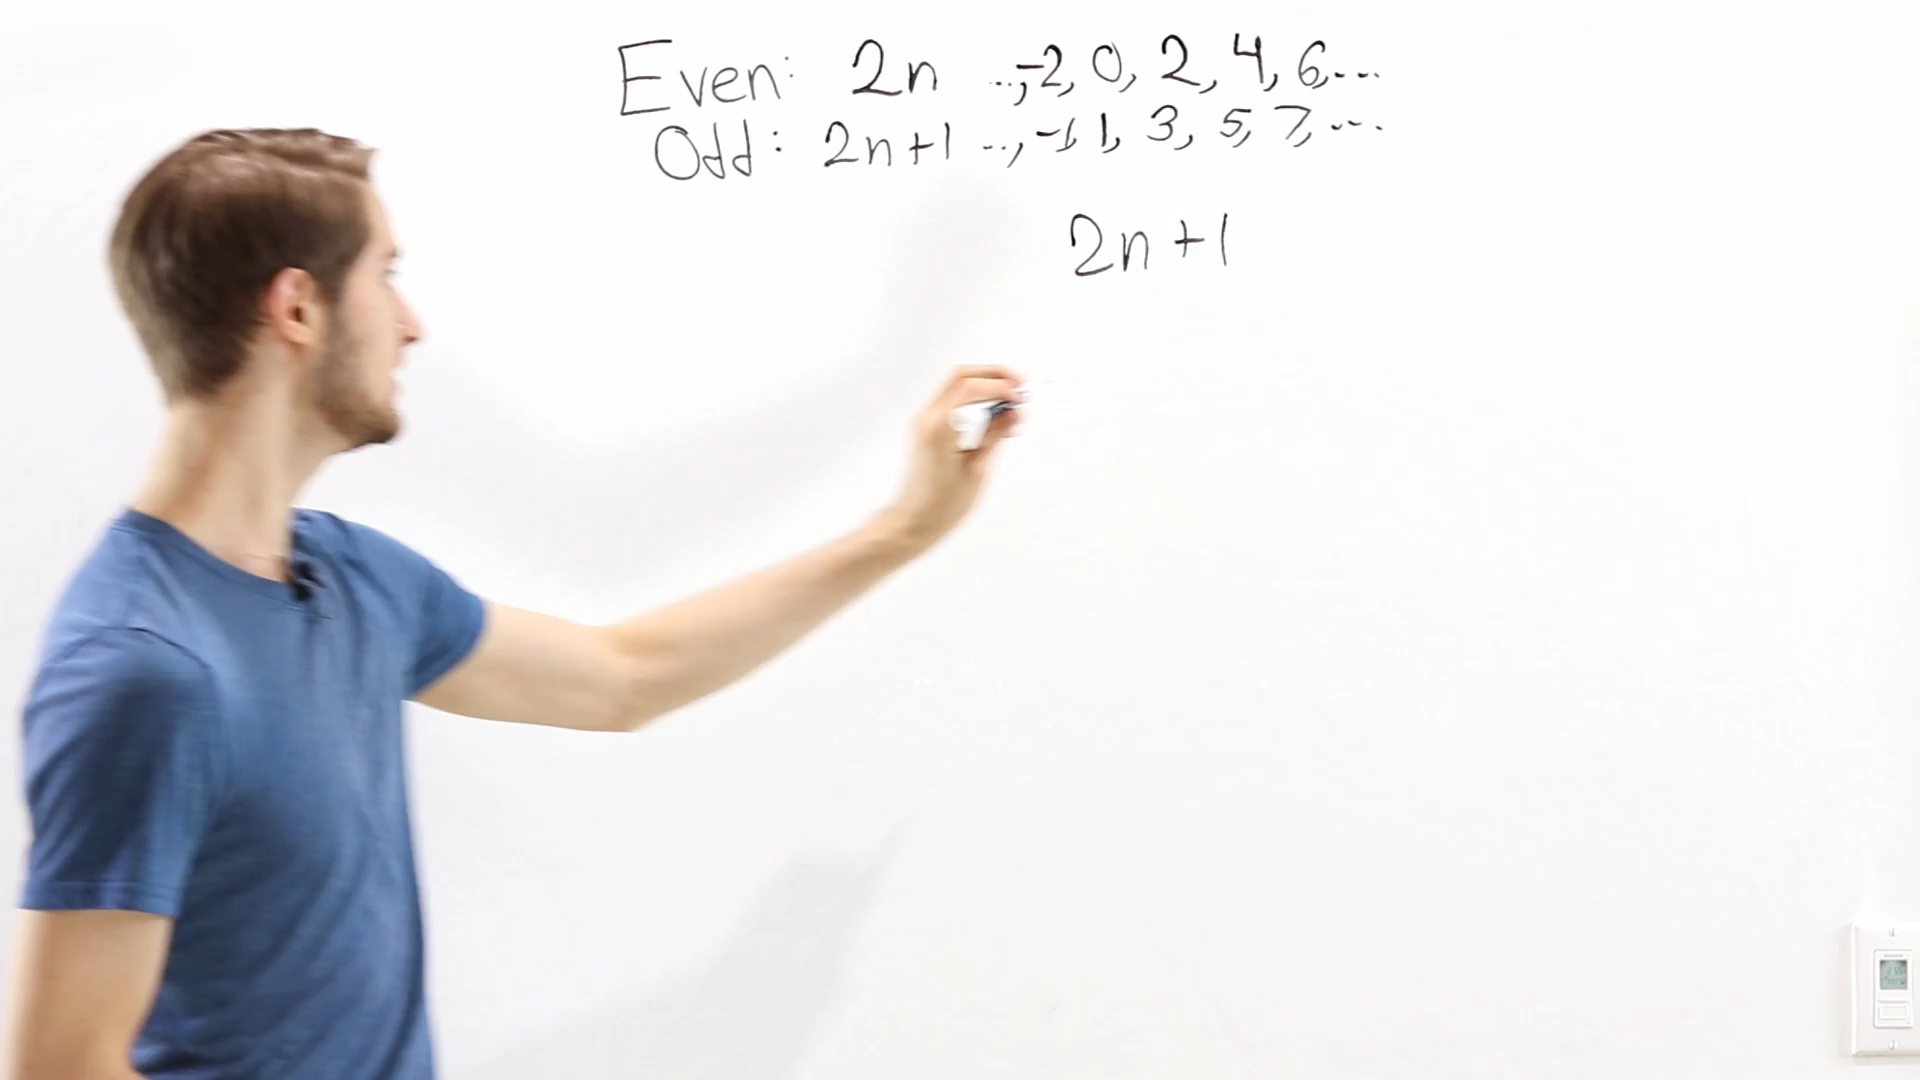 Even: 2n ..., -2, 0, 2, 4, 6, ...
Odd: 2n+1 ..., -1, 1, 3, 5, 7, ...
2n+1